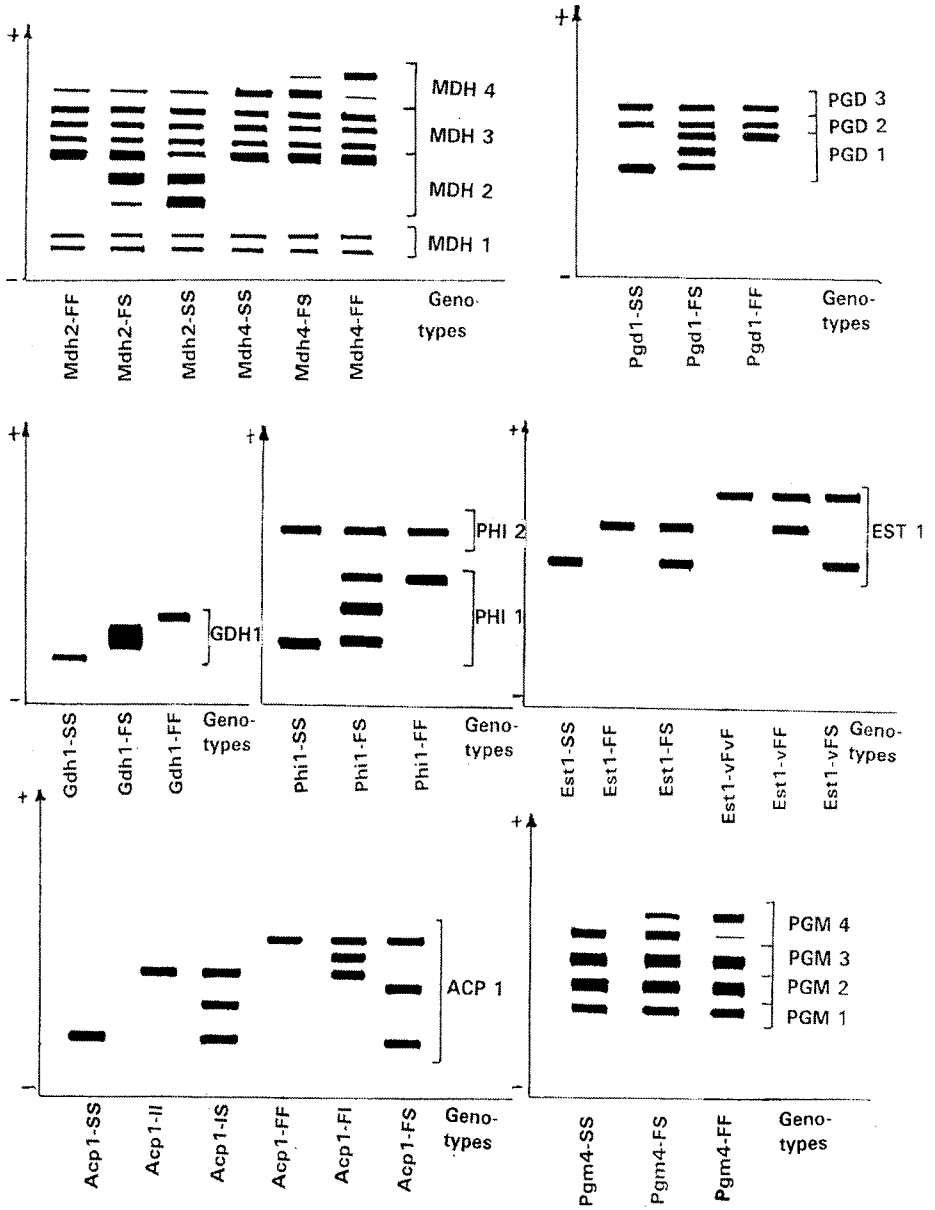 +
MDH 4
MDH 3
MDH 2
MDH 1
−
Mdh2-FF
Mdh2-FS
Mdh2-SS
Mdh4-SS
Mdh4-FS
Mdh4-FF
Geno-
types
+
PGD 3
PGD 2
PGD 1
−
Pgd1-SS
Pgd1-FS
Pgd1-FF
Geno-
types
+
GDH1
−
Gdh1-SS
Gdh1-FS
Gdh1-FF
Geno-
types
+
PHI 2
PHI 1
Phi1-SS
Phi1-FS
Phi1-FF
Geno-
types
+
EST 1
−
Est1-SS
Est1-FF
Est1-FS
Est1-vFvF
Est1-vFF
Est1-vFS
Geno-
types
+
ACP 1
−
Acp1-SS
Acp1-II
Acp1-IS
Acp1-FF
Acp1-FI
Acp1-FS
Geno-
types
+
PGM 4
PGM 3
PGM 2
PGM 1
−
Pgm4-SS
Pgm4-FS
Pgm4-FF
Geno-
types